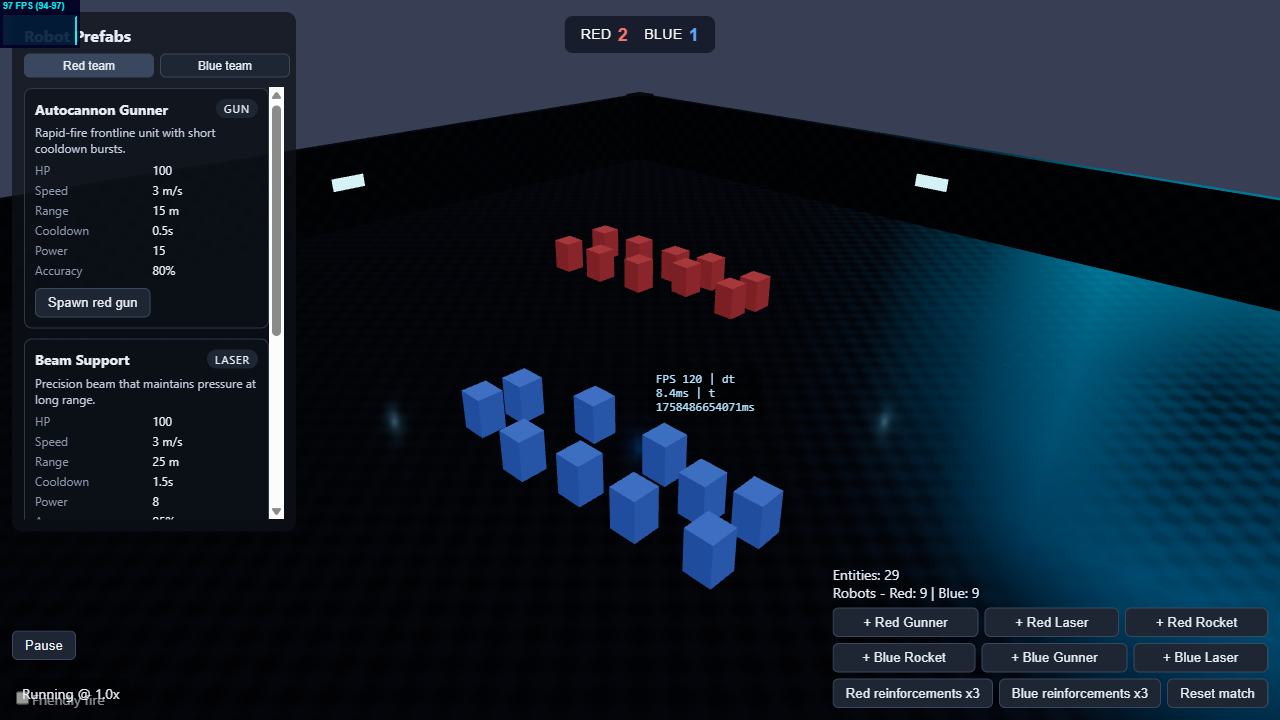 97 FPS (94-97)
Robot Prefabs
RED 2 BLUE 1
Red team
Blue team
Autocannon Gunner
GUN
Rapid-fire frontline unit with short
cooldown bursts.
HP 100
Speed 3 m/s
Range 15 m
Cooldown 0.5s
Power 15
Accuracy 80%
Spawn red gun
Beam Support
LASER
Precision beam that maintains pressure at
long range.
HP 100
Speed 3 m/s
Range 25 m
Cooldown 1.5s
Power 8
FPS 120 | dt
8.4ms | t
1758486654071ms
Entities: 29
Robots - Red: 9 | Blue: 9
+ Red Gunner
+ Red Laser
+ Red Rocket
+ Blue Rocket
+ Blue Gunner
+ Blue Laser
Red reinforcements x3
Blue reinforcements x3
Reset match
Pause
Running @ 1.0x
Friendly fire